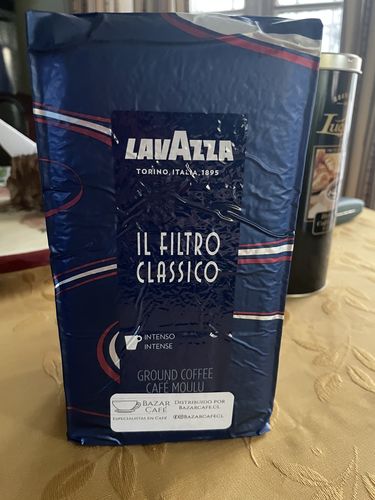 LAVAZZA
TORINO, ITALIA, 1895
IL FILTRO
CLASSICO
INTENSO
INTENSE
GROUND COFFEE
CAFÉ MOULU
BAZAR
CAFÉ
ESPECIALISTAS EN CAFÉ
DISTRIBUIDO POR
BAZARCAFE.CL
@BAZARCAFECL